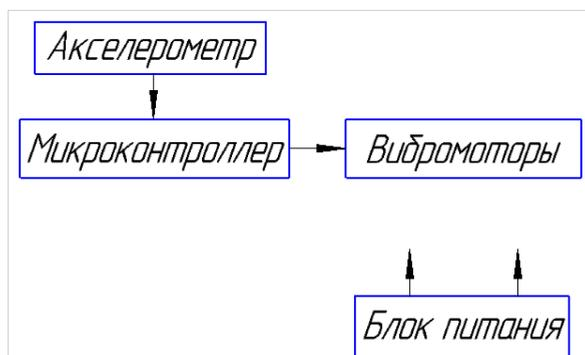 Акселерометр
Микроконтроллер
Вибромоторы
Блок питания